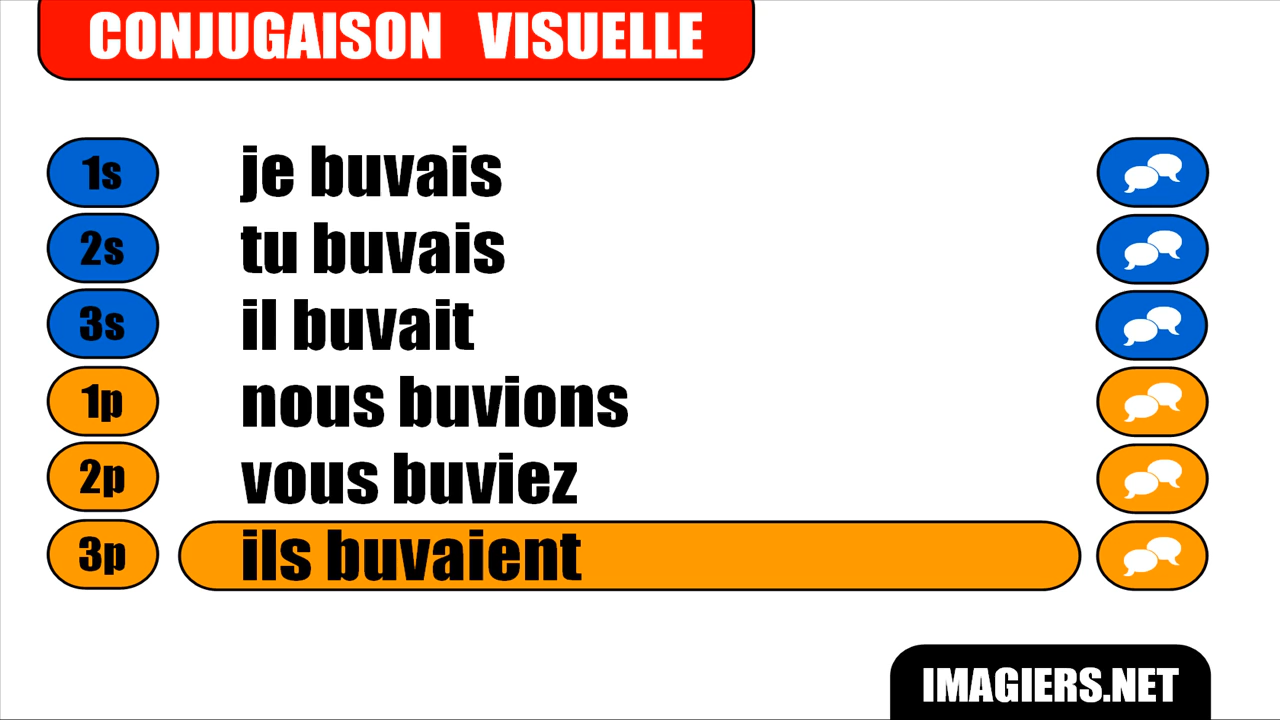 CONJUGAISON VISUELLE
1s je buvais
2s tu buvais
3s il buvait
1p nous buvions
2p vous buviez
3p ils buvaient
IMAGIERS.NET